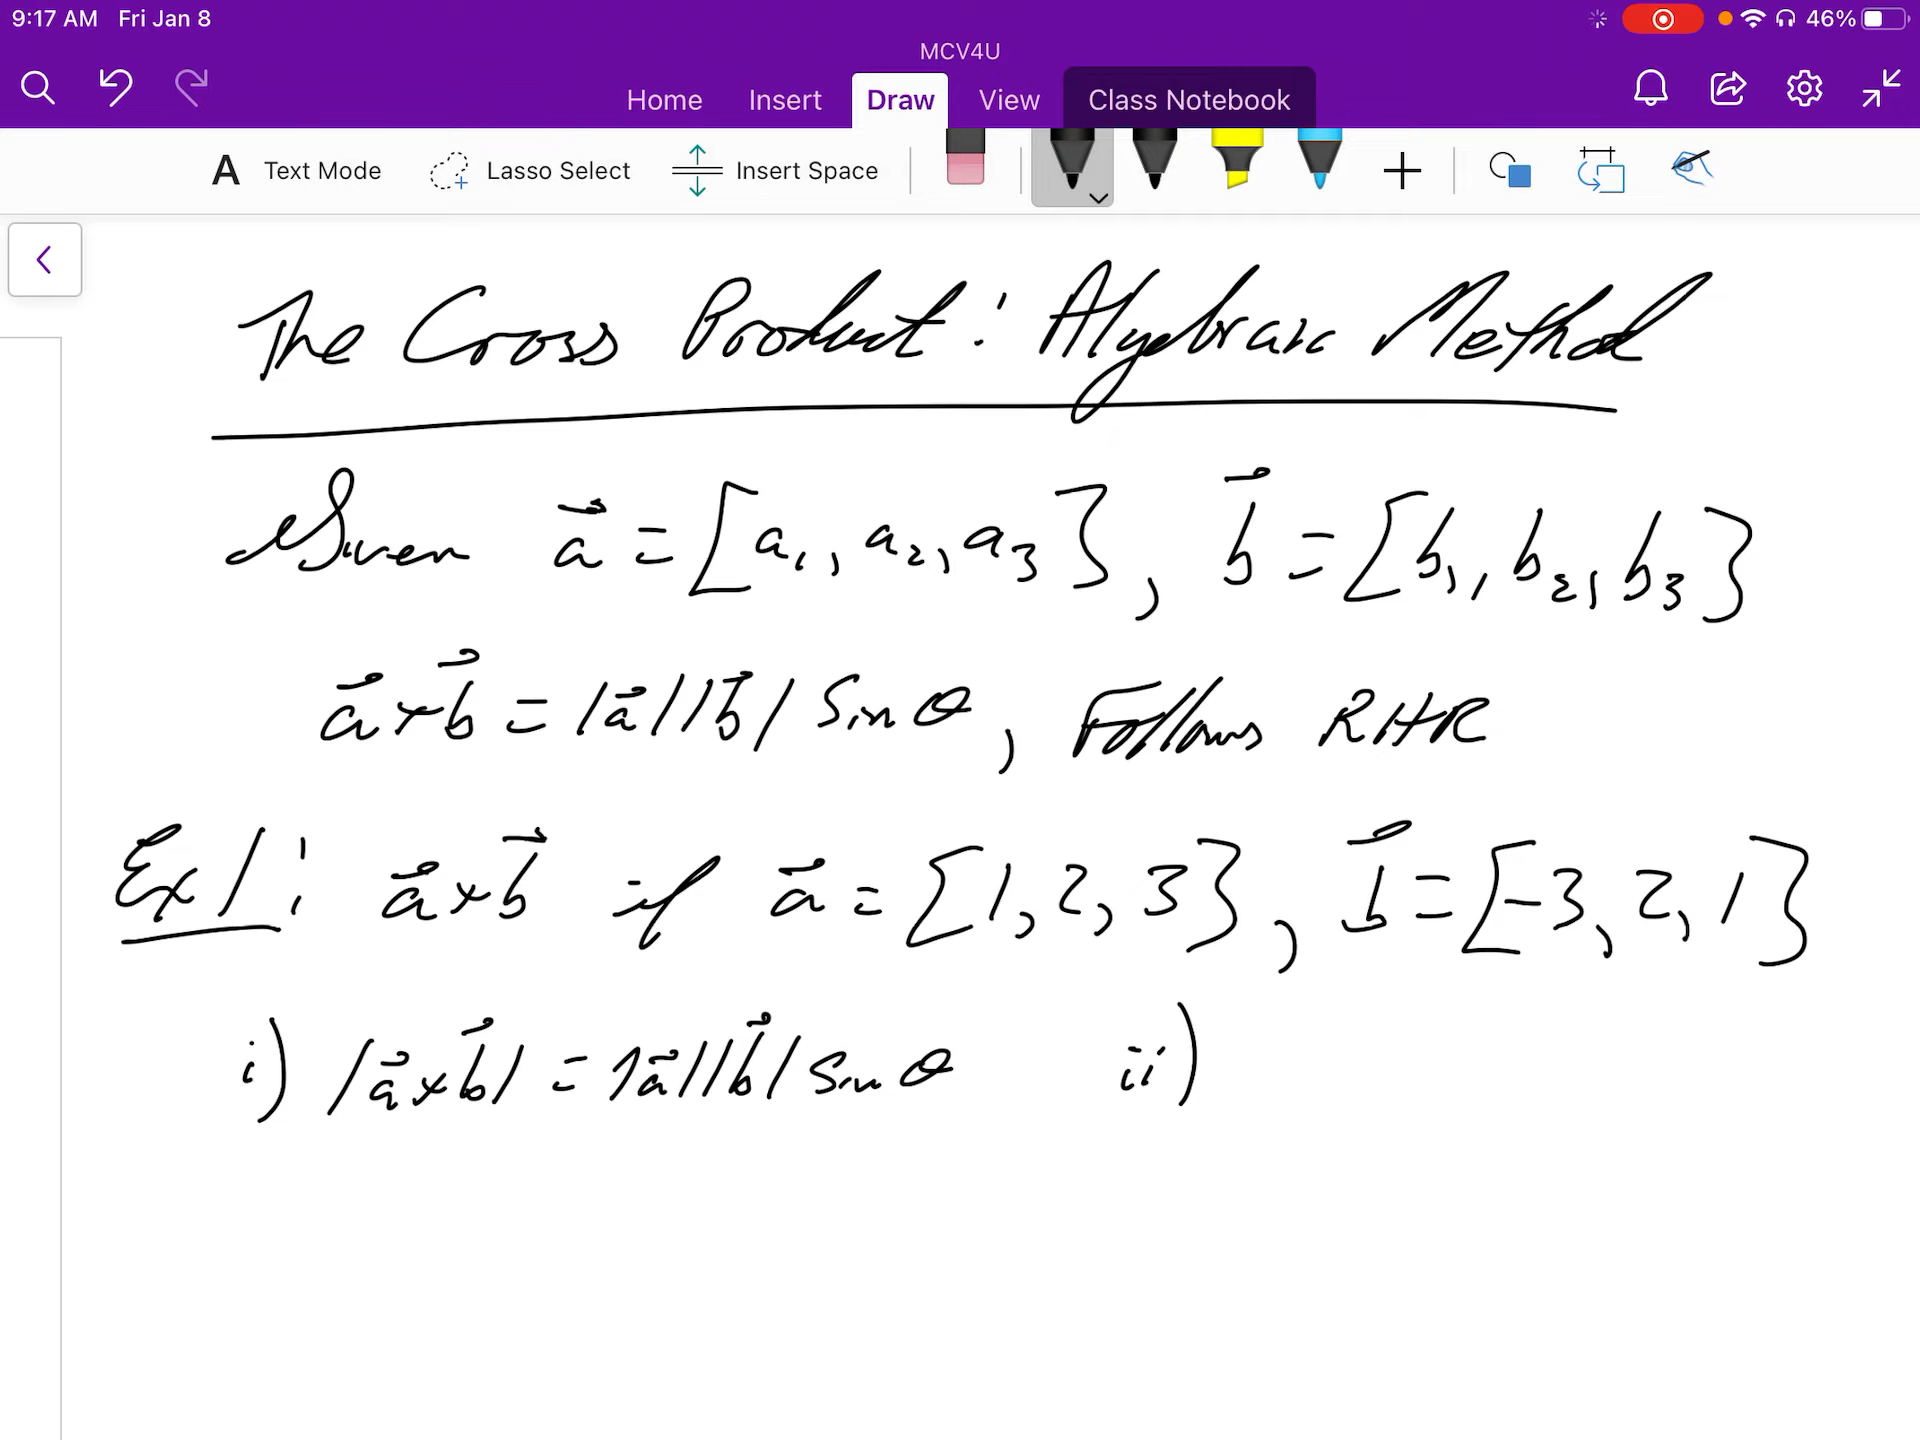 9:17 AM Fri Jan 8 46%
MCV4U
Home Insert Draw View Class Notebook
A Text Mode Lasso Select Insert Space
The Cross Product: Algebraic Method
Given a⃗ = [a₁, a₂, a₃], b⃗ = [b₁, b₂, b₃]
a⃗ × b⃗ = |a⃗||b⃗| Sin θ, Follows RHR
Ex 1: a⃗ × b⃗ if a⃗ = [1, 2, 3], b⃗ = [-3, 2, 1]
i) |a⃗ × b⃗| = |a⃗||b⃗| Sin θ ii)